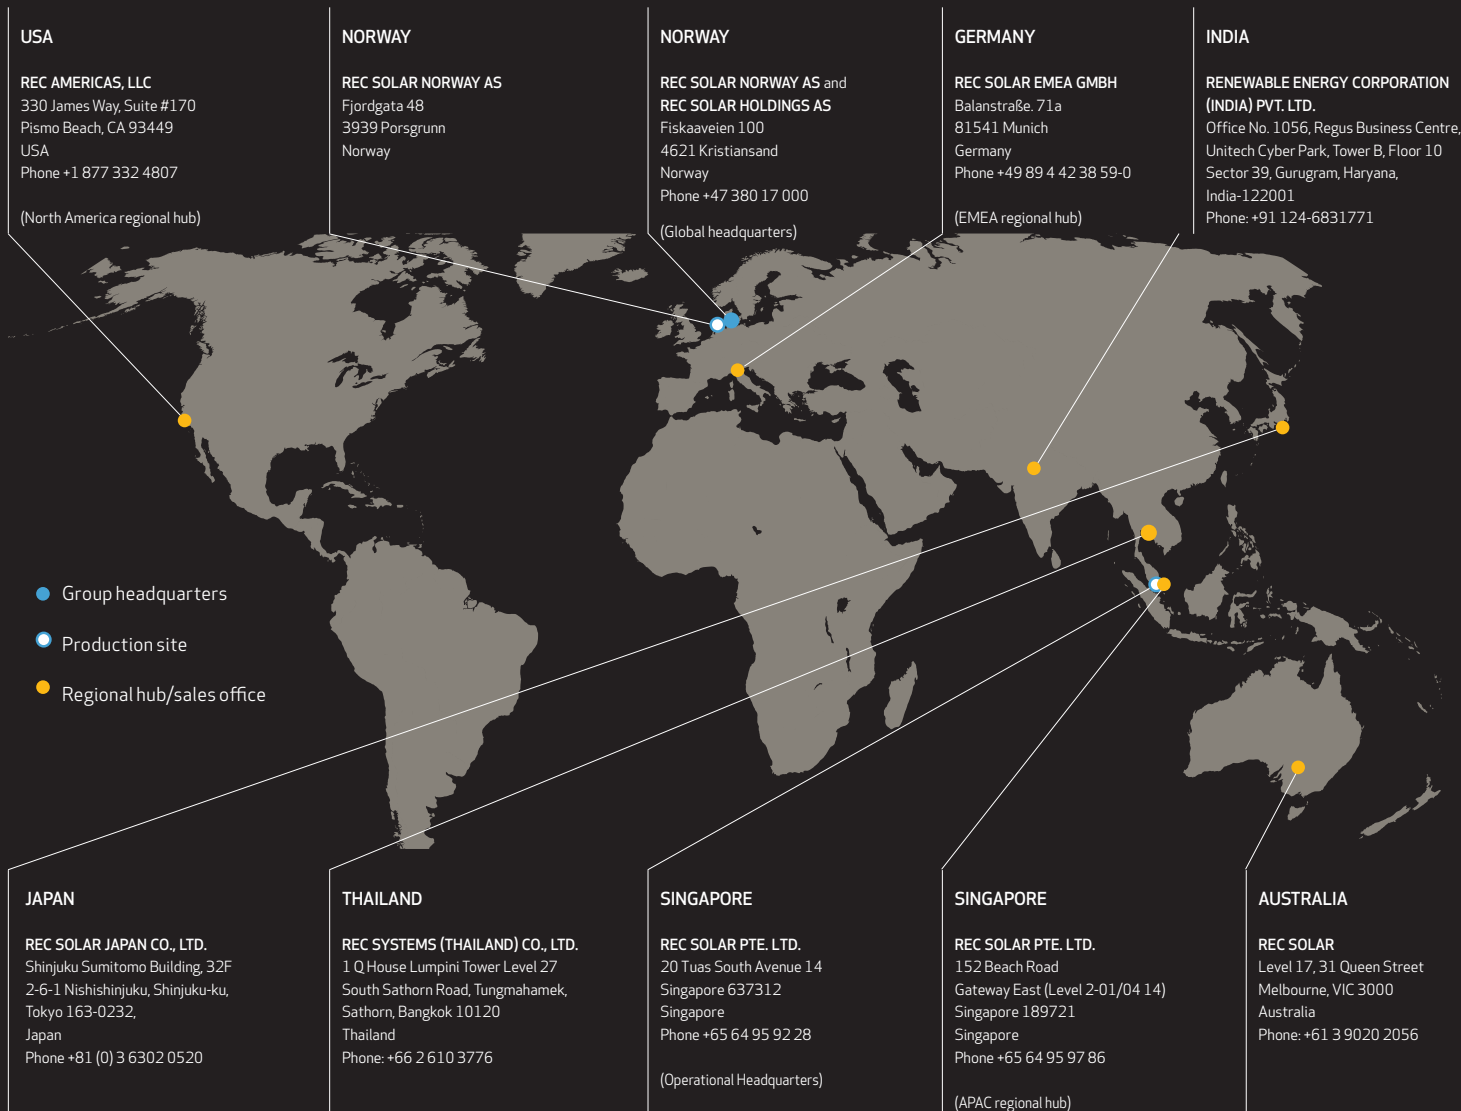 USA
REC AMERICAS, LLC
330 James Way, Suite #170
Pismo Beach, CA 93449
USA
Phone +1 877 332 4807
(North America regional hub)
NORWAY
REC SOLAR NORWAY AS
Fjordgata 48
3939 Porsgrunn
Norway
NORWAY
REC SOLAR NORWAY AS and
REC SOLAR HOLDINGS AS
Fiskaaveien 100
4621 Kristiansand
Norway
Phone +47 380 17 000
(Global headquarters)
GERMANY
REC SOLAR EMEA GMBH
Balanstraße. 71a
81541 Munich
Germany
Phone +49 89 4 42 38 59-0
(EMEA regional hub)
INDIA
RENEWABLE ENERGY CORPORATION
(INDIA) PVT. LTD.
Office No. 1056, Regus Business Centre,
Unitech Cyber Park, Tower B, Floor 10
Sector 39, Gurugram, Haryana,
India-122001
Phone: +91 124-6831771
Group headquarters
Production site
Regional hub/sales office
JAPAN
REC SOLAR JAPAN CO., LTD.
Shinjuku Sumitomo Building, 32F
2-6-1 Nishishinjuku, Shinjuku-ku,
Tokyo 163-0232,
Japan
Phone +81 (0) 3 6302 0520
THAILAND
REC SYSTEMS (THAILAND) CO., LTD.
1 Q House Lumpini Tower Level 27
South Sathorn Road, Tungmahamek,
Sathorn, Bangkok 10120
Thailand
Phone: +66 2 610 3776
SINGAPORE
REC SOLAR PTE. LTD.
20 Tuas South Avenue 14
Singapore 637312
Singapore
Phone +65 64 95 92 28
(Operational Headquarters)
SINGAPORE
REC SOLAR PTE. LTD.
152 Beach Road
Gateway East (Level 2-01/04 14)
Singapore 189721
Singapore
Phone +65 64 95 97 86
(APAC regional hub)
AUSTRALIA
REC SOLAR
Level 17, 31 Queen Street
Melbourne, VIC 3000
Australia
Phone: +61 3 9020 2056